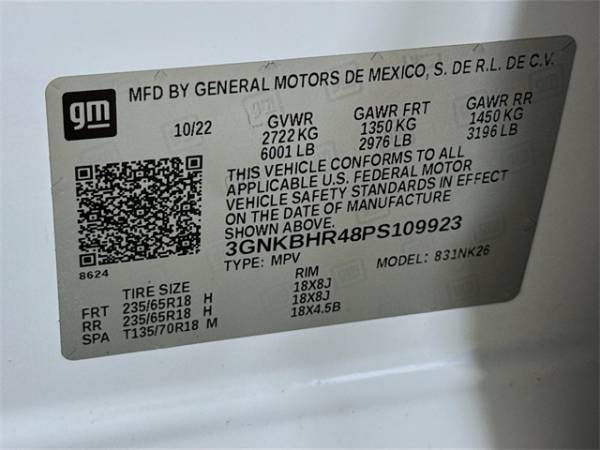 gm
MFD BY GENERAL MOTORS DE MEXICO, S. DE R.L. DE C.V.
10/22 GVWR GAWR FRT GAWR RR
2722 KG 1350 KG 1450 KG
6001 LB 2976 LB 3196 LB
THIS VEHICLE CONFORMS TO ALL
APPLICABLE U.S. FEDERAL MOTOR
VEHICLE SAFETY STANDARDS IN EFFECT
ON THE DATE OF MANUFACTURE
SHOWN ABOVE.
3GNKBHR48PS109923
8624 TYPE: MPV MODEL: 831NK26
TIRE SIZE RIM
FRT 235/65R18 H 18X8J
RR 235/65R18 H 18X8J
SPA T135/70R18 M 18X4.5B